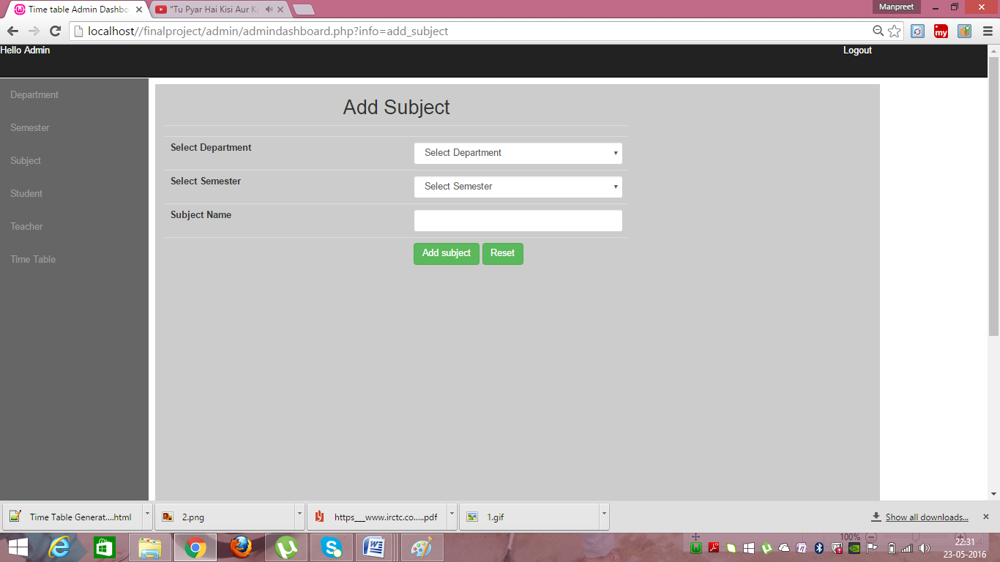 Time table Admin Dashbo
"Tu Pyar Hai Kisi Aur Ka
Manpreet
localhost//finalproject/admin/admindashboard.php?info=add_subject
my
Hello Admin
Logout
Department
Semester
Subject
Student
Teacher
Time Table
Add Subject
Select Department
Select Department
Select Semester
Select Semester
Subject Name
Add subject
Reset
Time Table Generat....html
2.png
https___www.irctc.co.....pdf
1.gif
Show all downloads...
100%
22:31
23-05-2016